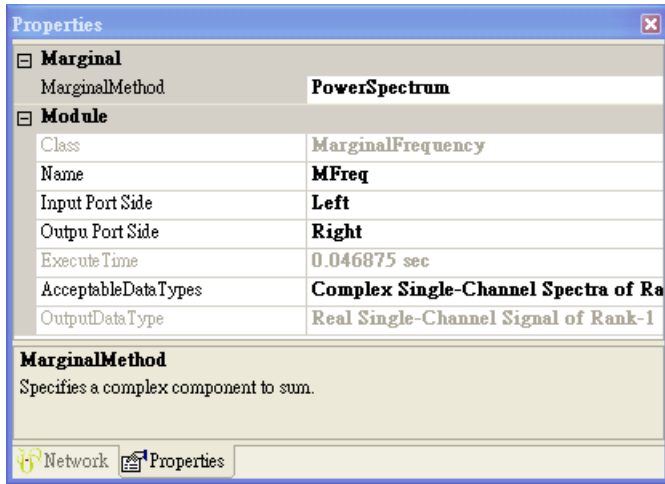 Properties
Marginal
MarginalMethod PowerSpectrum
Module
Class MarginalFrequency
Name MFreq
Input Port Side Left
Outpu Port Side Right
ExecuteTime 0.046875 sec
AcceptableDataTypes Complex Single-Channel Spectra of Ra
OutputDataType Real Single-Channel Signal of Rank-1
MarginalMethod
Specifies a complex component to sum.
Network Properties